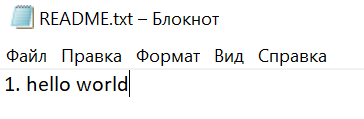 README.txt – Блокнот
Файл Правка Формат Вид Справка
1. hello world